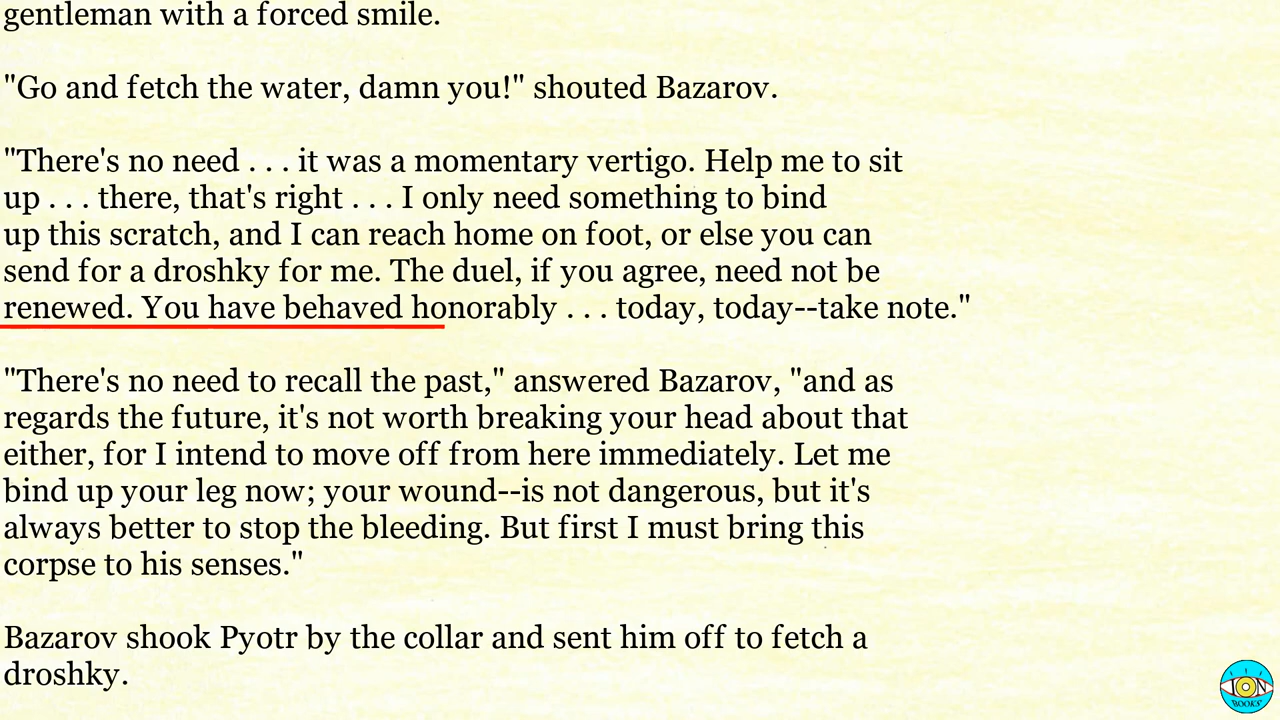 gentleman with a forced smile.
"Go and fetch the water, damn you!" shouted Bazarov.
"There's no need . . . it was a momentary vertigo. Help me to sit
up . . . there, that's right . . . I only need something to bind
up this scratch, and I can reach home on foot, or else you can
send for a droshky for me. The duel, if you agree, need not be
renewed. You have behaved honorably . . . today, today--take note."
"There's no need to recall the past," answered Bazarov, "and as
regards the future, it's not worth breaking your head about that
either, for I intend to move off from here immediately. Let me
bind up your leg now; your wound--is not dangerous, but it's
always better to stop the bleeding. But first I must bring this
corpse to his senses."
Bazarov shook Pyotr by the collar and sent him off to fetch a
droshky.
ION
BOOKS